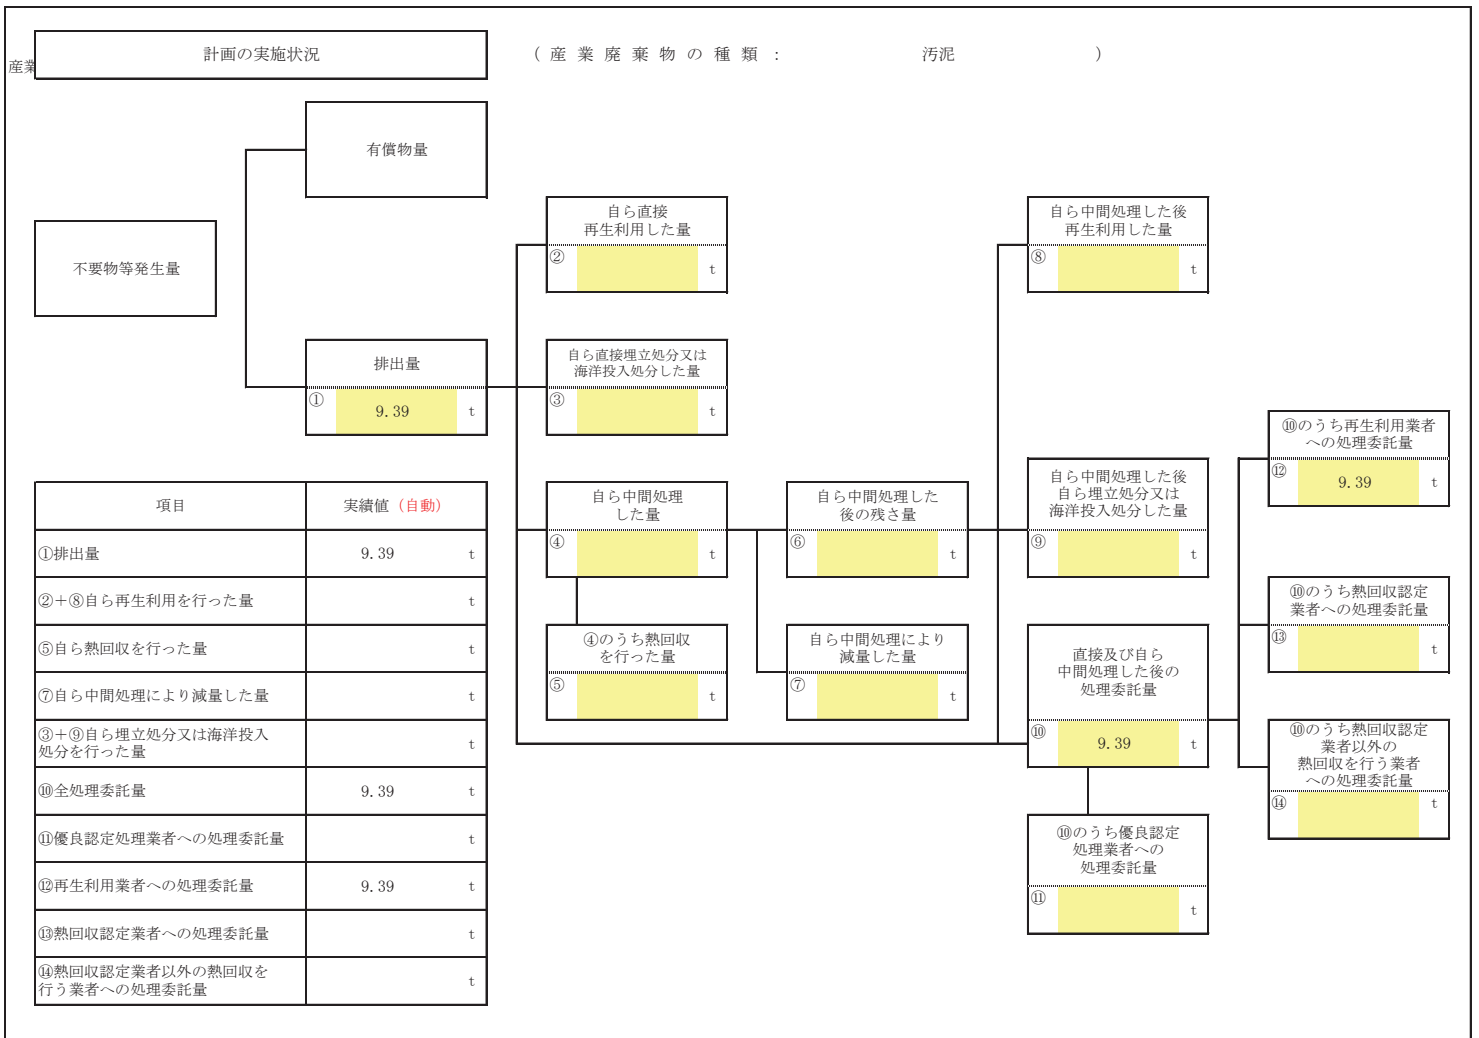 計画の実施状況
（産業廃棄物の種類：　汚泥　）
産業
有償物量
不要物等発生量
自ら直接
再生利用した量
② t
自ら中間処理した後
再生利用した量
⑧ t
排出量
① 9.39 t
自ら直接埋立処分又は
海洋投入処分した量
③ t
⑩のうち再生利用業者
への処理委託量
⑫ 9.39 t
自ら中間処理
した量
④ t
自ら中間処理した
後の残さ量
⑥ t
自ら中間処理した後
自ら埋立処分又は
海洋投入処分した量
⑨ t
⑩のうち熱回収認定
業者への処理委託量
⑬ t
④のうち熱回収
を行った量
⑤ t
自ら中間処理により
減量した量
⑦ t
直接及び自ら
中間処理した後の
処理委託量
⑩ 9.39 t
⑩のうち熱回収認定
業者以外の
熱回収を行う業者
への処理委託量
⑭ t
⑩のうち優良認定
処理業者への
処理委託量
⑪ t
項目 実績値（自動）
①排出量 9.39 t
②＋⑧自ら再生利用を行った量 t
⑤自ら熱回収を行った量 t
⑦自ら中間処理により減量した量 t
③＋⑨自ら埋立処分又は海洋投入
処分を行った量 t
⑩全処理委託量 9.39 t
⑪優良認定処理業者への処理委託量 t
⑫再生利用業者への処理委託量 9.39 t
⑬熱回収認定業者への処理委託量 t
⑭熱回収認定業者以外の熱回収を
行う業者への処理委託量 t